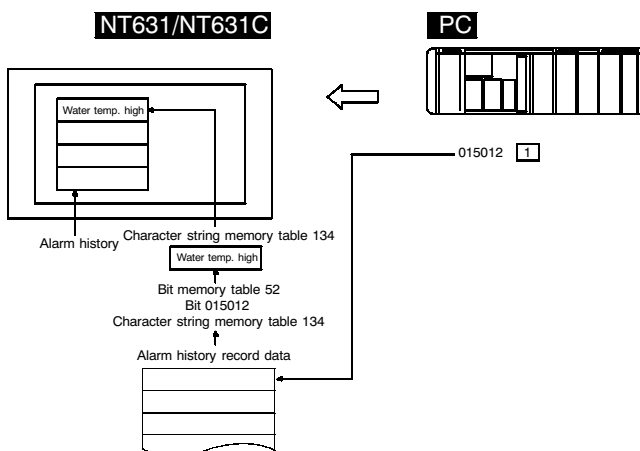 NT631/NT631C
PC
Water temp. high
015012 1
Alarm history
Character string memory table 134
Water temp. high
Bit memory table 52
Bit 015012
Character string memory table 134
Alarm history record data